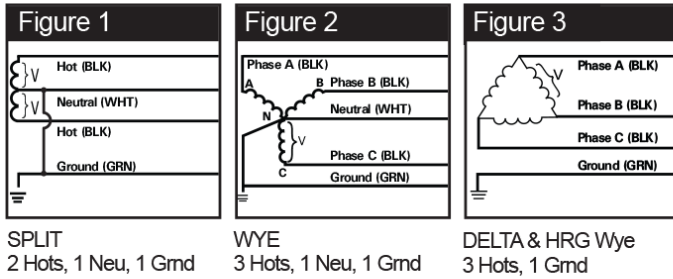 Figure 1
Hot (BLK)
V
Neutral (WHT)
V
Hot (BLK)
Ground (GRN)
SPLIT
2 Hots, 1 Neu, 1 Grnd
Figure 2
Phase A (BLK)
A
B Phase B (BLK)
Neutral (WHT)
N
V
Phase C (BLK)
C
Ground (GRN)
WYE
3 Hots, 1 Neu, 1 Grnd
Figure 3
Phase A (BLK)
V
Phase B (BLK)
Phase C (BLK)
Ground (GRN)
DELTA & HRG Wye
3 Hots, 1 Grnd